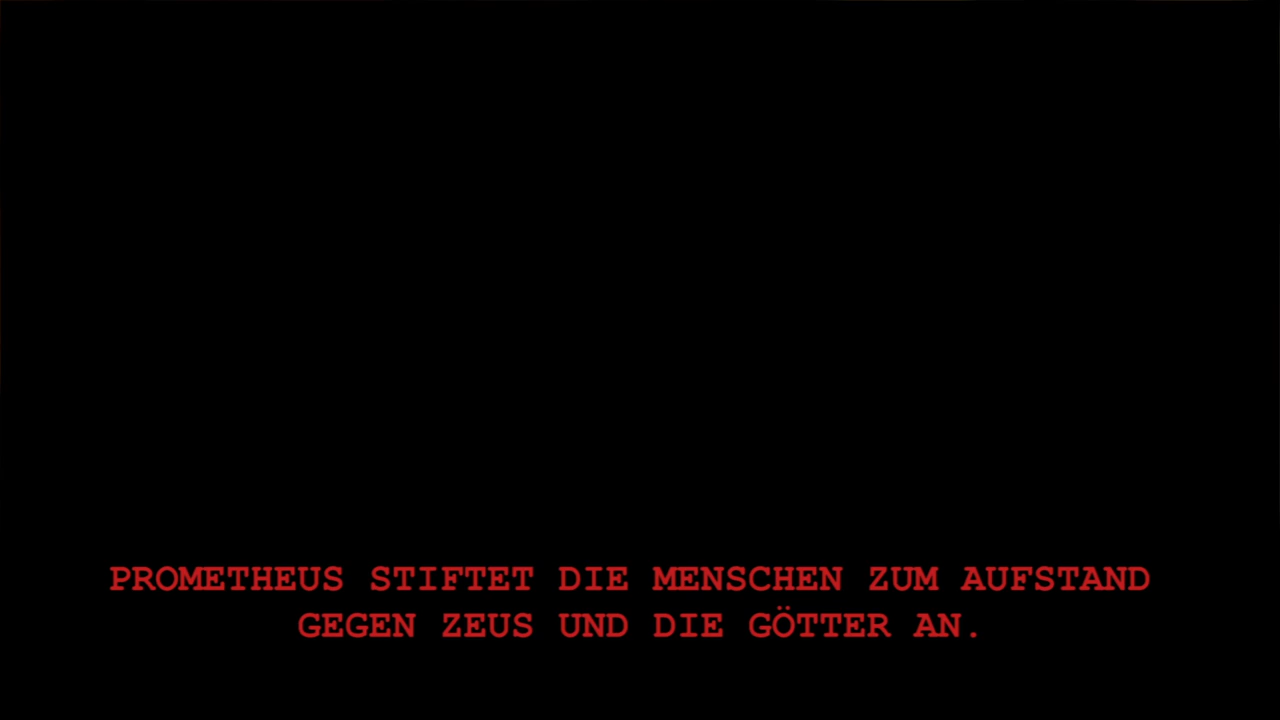 PROMETHEUS STIFTET DIE MENSCHEN ZUM AUFSTAND
GEGEN ZEUS UND DIE GÖTTER AN.